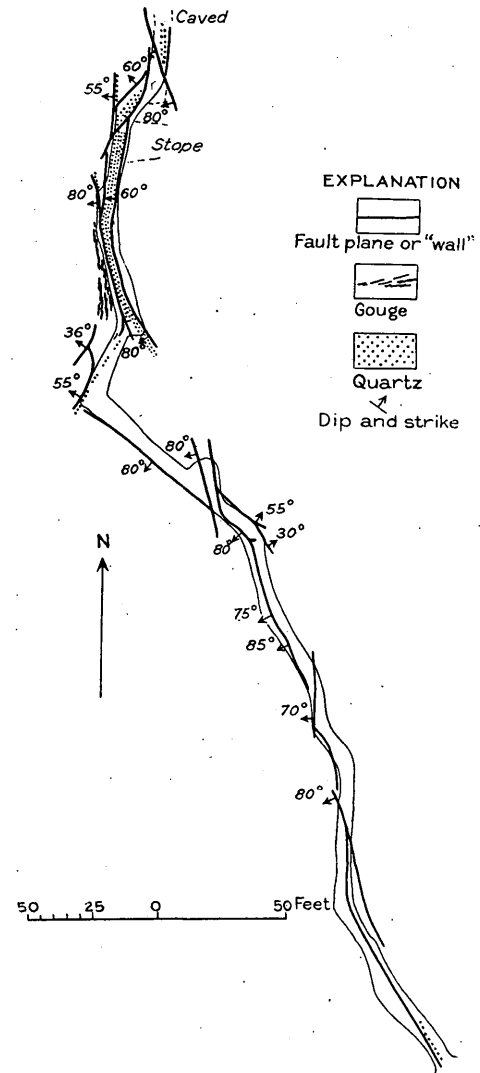 Caved
60°
55°
80°
Stope
80°
60°
80°
36°
55°
80°
80°
55°
30°
80°
75°
85°
70°
80°
N
50 25 0 50 Feet
EXPLANATION
Fault plane or "wall"
Gouge
Quartz
Dip and strike